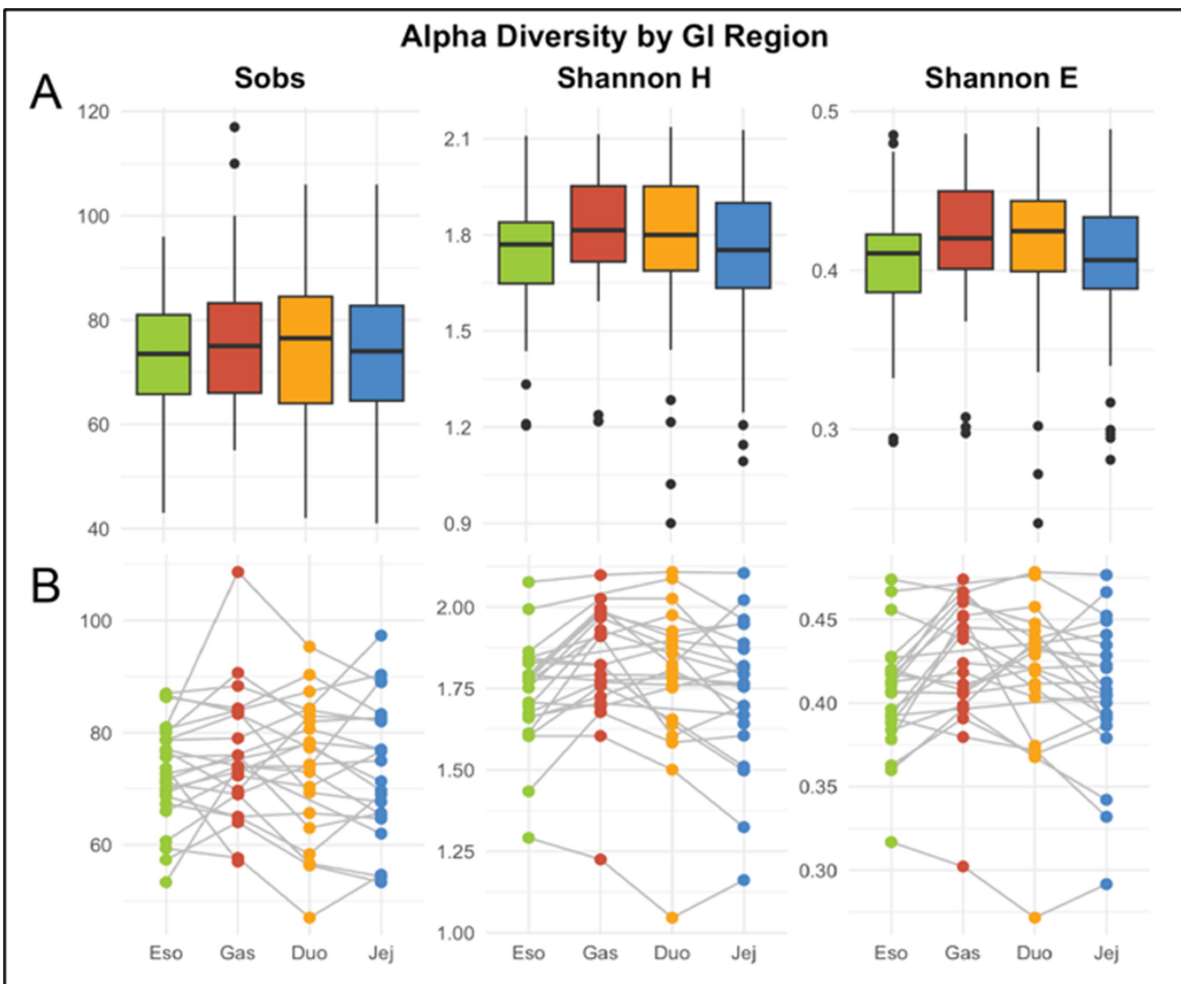 Alpha Diversity by GI Region
A
Sobs
Shannon H
Shannon E
120
100
80
60
40
2.1
1.8
1.5
1.2
0.9
0.5
0.4
0.3
B
100
80
60
2.00
1.75
1.50
1.25
1.00
0.45
0.40
0.35
0.30
Eso Gas Duo Jej
Eso Gas Duo Jej
Eso Gas Duo Jej